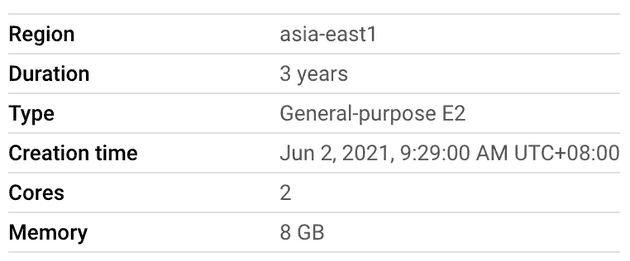 Region asia-east1
Duration 3 years
Type General-purpose E2
Creation time Jun 2, 2021, 9:29:00 AM UTC+08:00
Cores 2
Memory 8 GB